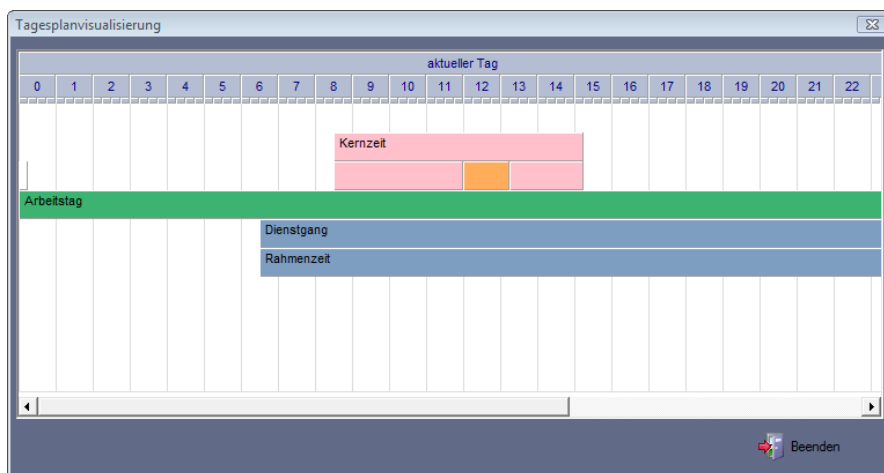 Tagesplanvisualisierung
aktueller Tag
0 1 2 3 4 5 6 7 8 9 10 11 12 13 14 15 16 17 18 19 20 21 22
Kernzeit
Arbeitstag
Dienstgang
Rahmenzeit
Beenden